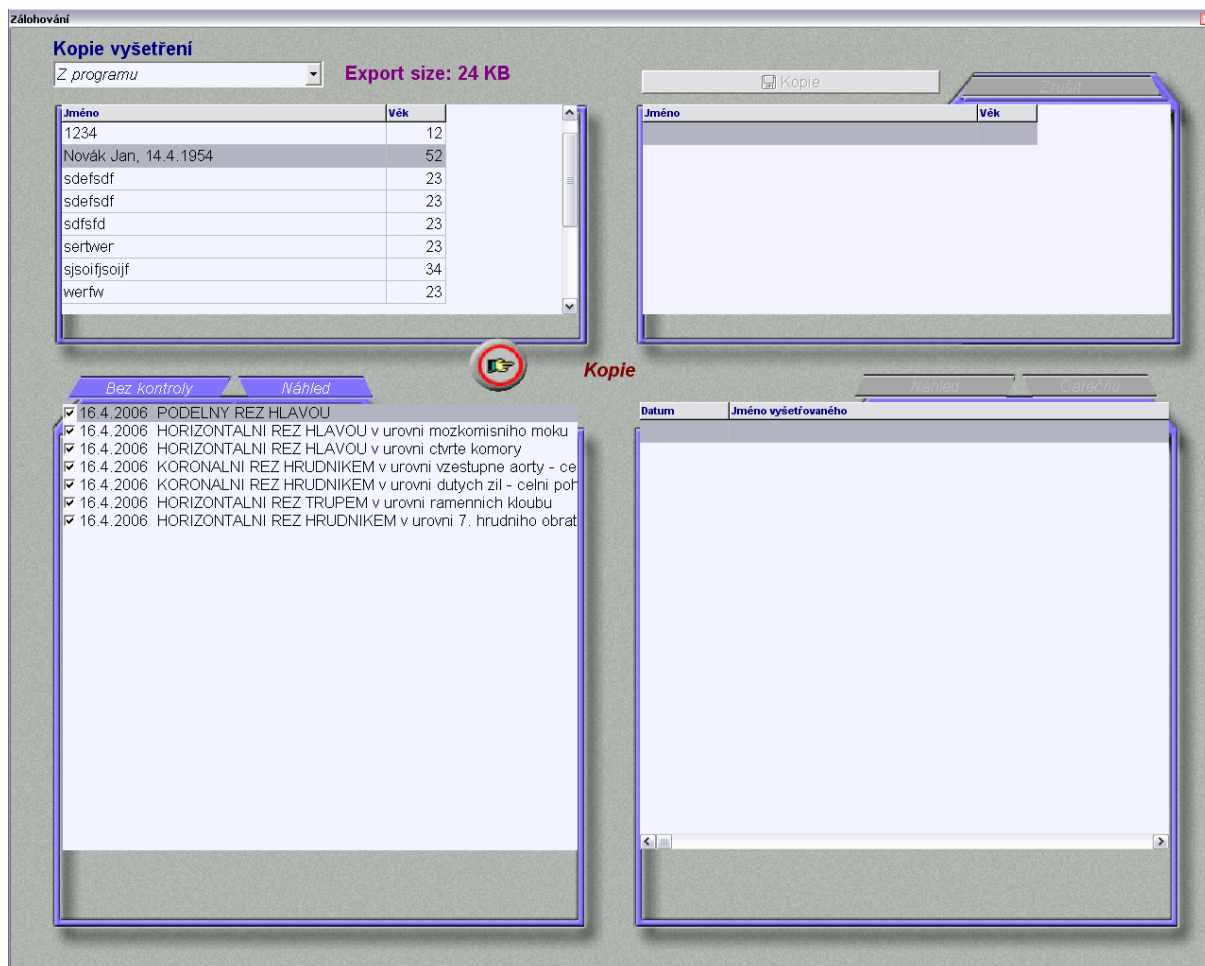 Zálohování
Kopie vyšetření
Z programu
Export size: 24 KB
Kopie
Zrušit
Jméno Věk
1234 12
Novák Jan, 14.4.1954 52
sdefsdf 23
sdefsdf 23
sdfsfd 23
sertwer 23
sjsoifjsoijf 34
werfw 23
Jméno Věk
Kopie
Bez kontroly Náhled
16.4.2006 PODELNY REZ HLAVOU
16.4.2006 HORIZONTALNI REZ HLAVOU v urovni mozkomisniho moku
16.4.2006 HORIZONTALNI REZ HLAVOU v urovni ctvrte komory
16.4.2006 KORONALNI REZ HRUDNIKEM v urovni vzestupne aorty - ce
16.4.2006 KORONALNI REZ HRUDNIKEM v urovni dutych zil - celni poh
16.4.2006 HORIZONTALNI REZ TRUPEM v urovni ramennich kloubu
16.4.2006 HORIZONTALNI REZ HRUDNIKEM v urovni 7. hrudniho obrat
Náhled
Datum Jméno vyšetřovaného